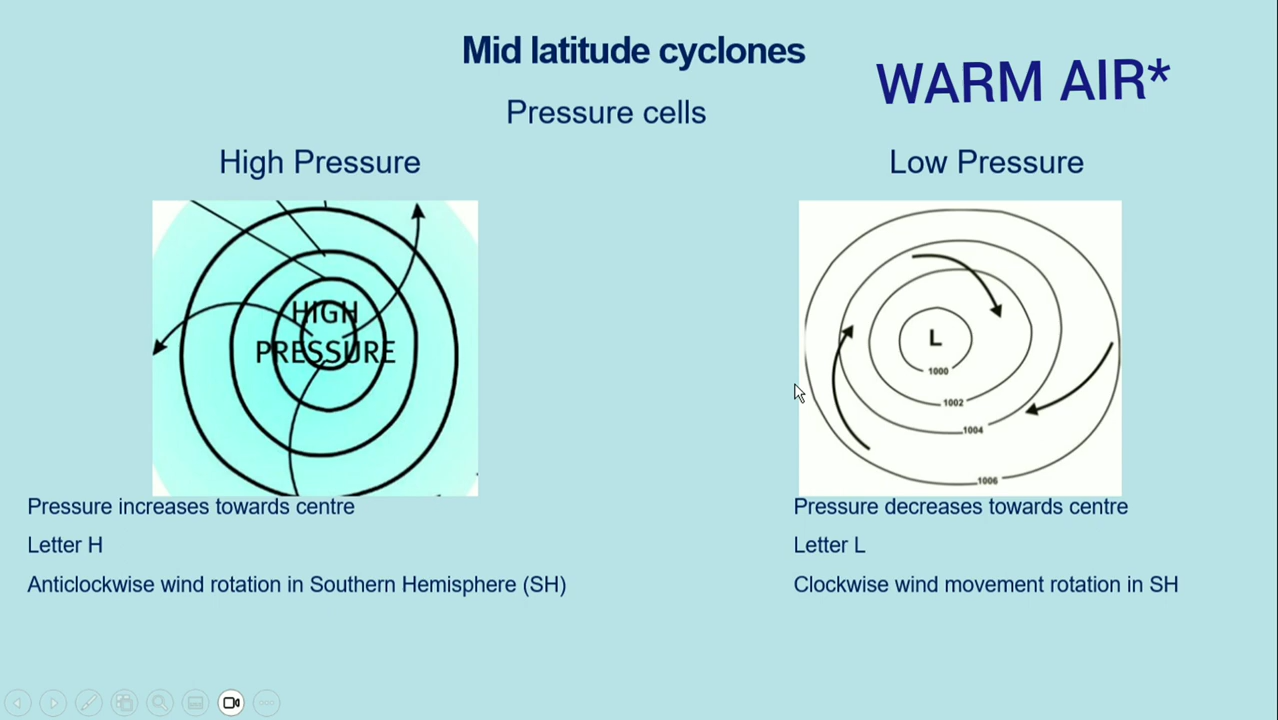 Mid latitude cyclones
WARM AIR*
Pressure cells
High Pressure
Low Pressure
HIGH
PRESSURE
L
1000
1002
1004
1006
Pressure increases towards centre
Letter H
Anticlockwise wind rotation in Southern Hemisphere (SH)
Pressure decreases towards centre
Letter L
Clockwise wind movement rotation in SH